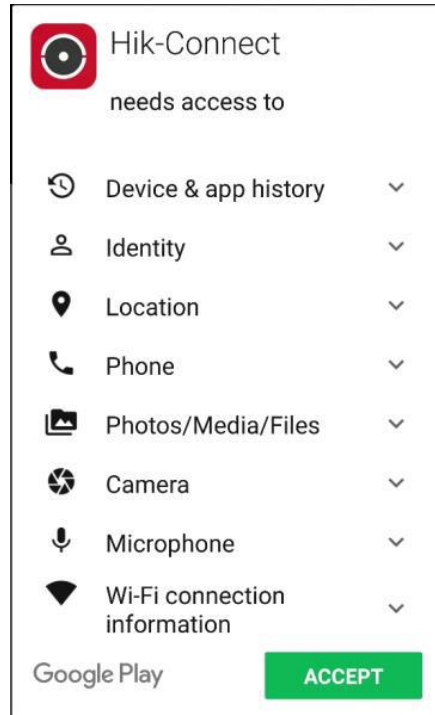 Hik-Connect
needs access to
Device & app history
Identity
Location
Phone
Photos/Media/Files
Camera
Microphone
Wi-Fi connection
information
Google Play
ACCEPT